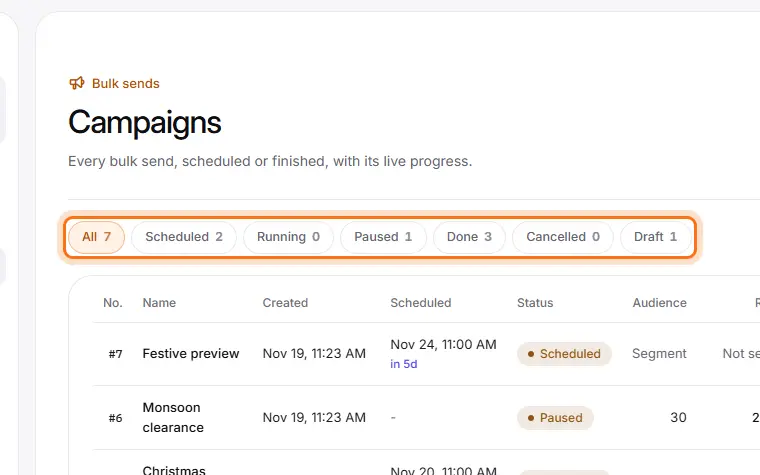 Bulk sends
Campaigns
Every bulk send, scheduled or finished, with its live progress.
All 7 Scheduled 2 Running 0 Paused 1 Done 3 Cancelled 0 Draft 1
No. Name Created Scheduled Status Audience
#7 Festive preview Nov 19, 11:23 AM Nov 24, 11:00 AM Scheduled Segment
in 5d
#6 Monsoon clearance Nov 19, 11:23 AM - Paused 30
Christmas Nov 20, 11:00 AM